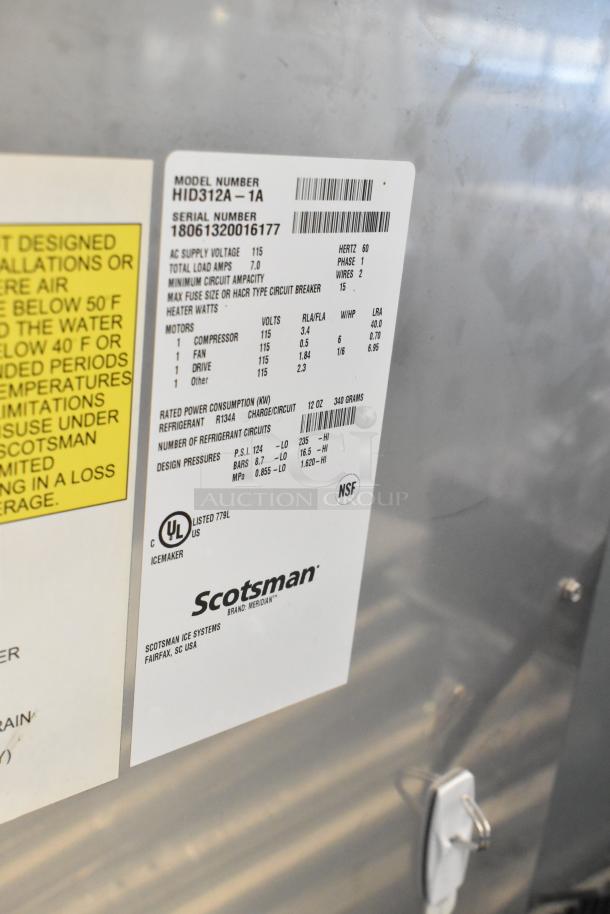 T DESIGNED
ALLATIONS OR
ERE AIR
E BELOW 50°F
D THE WATER
ELOW 40°F OR
NDED PERIODS
TEMPERATURES
LIMITATIONS
ISUSE UNDER
SCOTSMAN
MITED
NG IN A LOSS
ERAGE.
ER
RAIN
Y)
MODEL NUMBER
HID312A-1A
SERIAL NUMBER
18061320016177
AC SUPPLY VOLTAGE 115 HERTZ 60
TOTAL LOAD AMPS 7.0 PHASE 1
MINIMUM CIRCUIT AMPACITY WIRES 2
MAX FUSE SIZE OR HACR TYPE CIRCUIT BREAKER 15
HEATER WATTS
MOTORS VOLTS RLA/FLA W/HP LRA
1 COMPRESSOR 115 3.4 40.0
1 FAN 115 0.5 6 0.70
1 DRIVE 115 1.84 1/6 6.95
1 Other 115 2.3
RATED POWER CONSUMPTION (KW)
REFRIGERANT R134A CHARGE/CIRCUIT 12 OZ 340 GRAMS
NUMBER OF REFRIGERANT CIRCUITS
DESIGN PRESSURES P.S.I. 124 -LO 235 -HI
BARS 8.7 -LO 16.5 -HI
MPa 0.855 -LO 1.620-HI
AUCTION GROUP
NSF
C UL US LISTED 779L
ICEMAKER
Scotsman
BRAND: MERIDIAN™
SCOTSMAN ICE SYSTEMS
FAIRFAX, SC USA